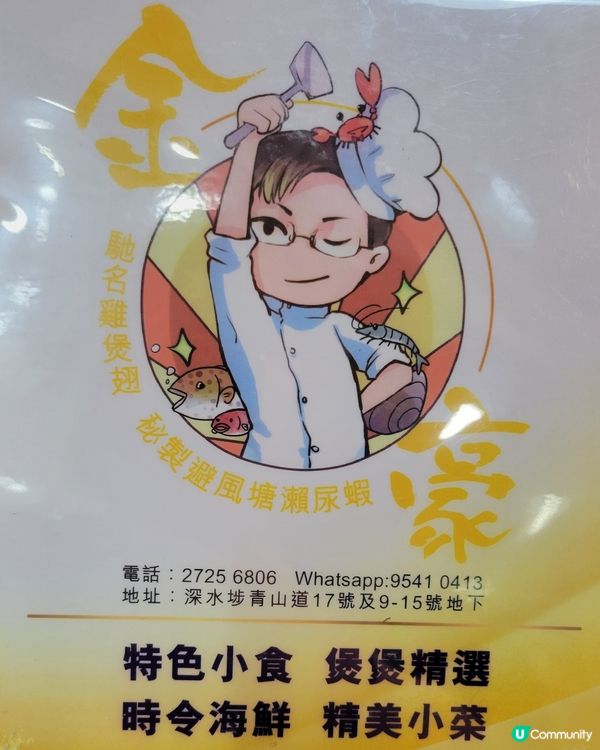 金豪
馳名雞煲翅
秘製避風塘瀨尿蝦
電話：2725 6806 Whatsapp:9541 0413
地址：深水埗青山道17號及9-15號地下
特色小食 煲煲精選
時令海鮮 精美小菜
U Community